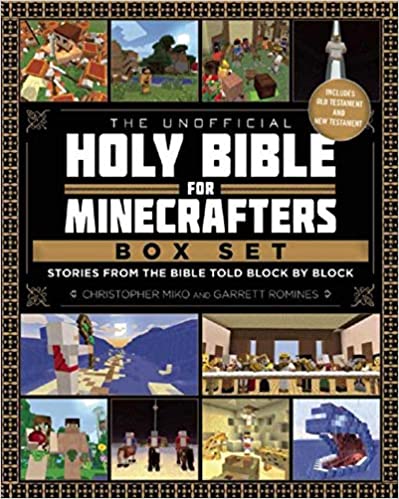 INCLUDES
OLD TESTAMENT
AND
NEW TESTAMENT
THE UNOFFICIAL
HOLY BIBLE
FOR
MINECRAFTERS
BOX SET
STORIES FROM THE BIBLE TOLD BLOCK BY BLOCK
CHRISTOPHER MIKO AND GARRETT ROMINES